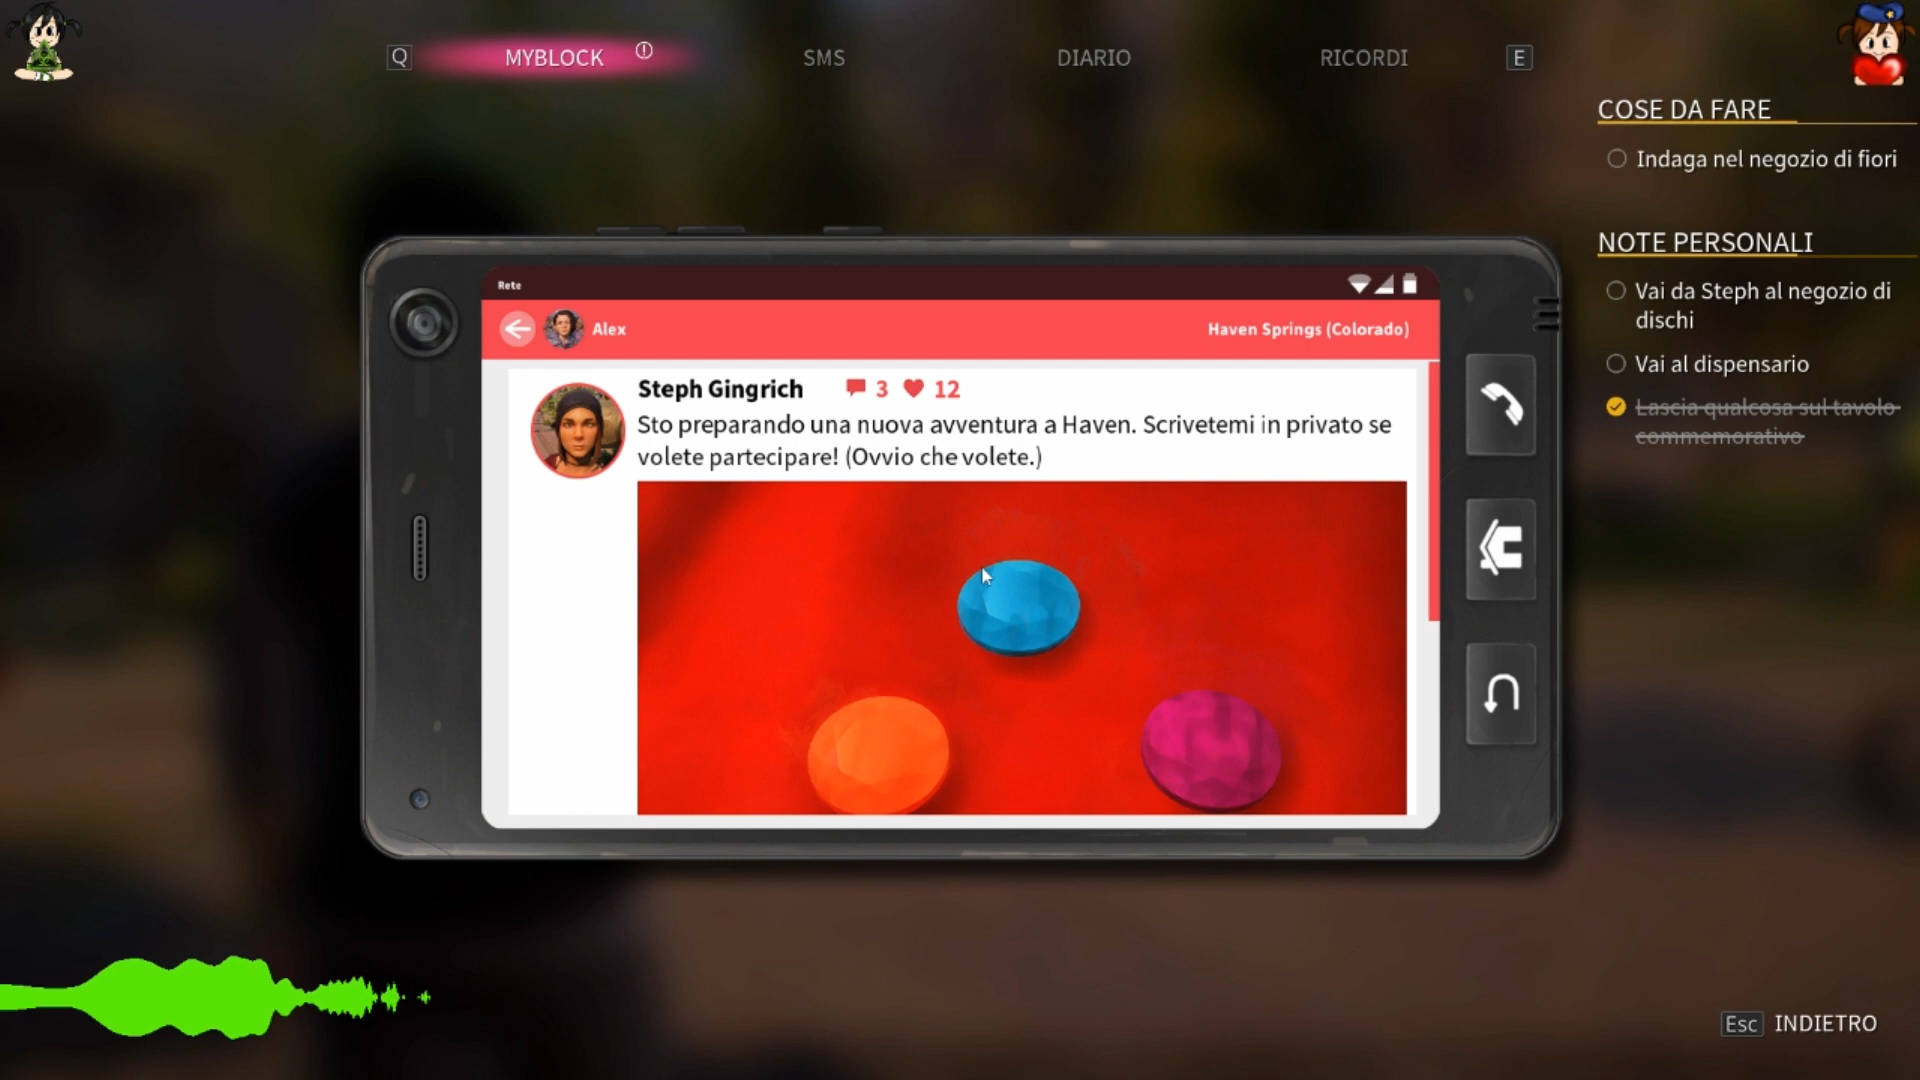 Q MYBLOCK SMS DIARIO RICORDI E
COSE DA FARE
Indaga nel negozio di fiori
NOTE PERSONALI
Vai da Steph al negozio di
dischi
Vai al dispensario
Lascia qualcosa sul tavolo
commemorativo
Rete
Alex Haven Springs (Colorado)
Steph Gingrich 3 12
Sto preparando una nuova avventura a Haven. Scrivetemi in privato se
volete partecipare! (Ovvio che volete.)
Esc INDIETRO